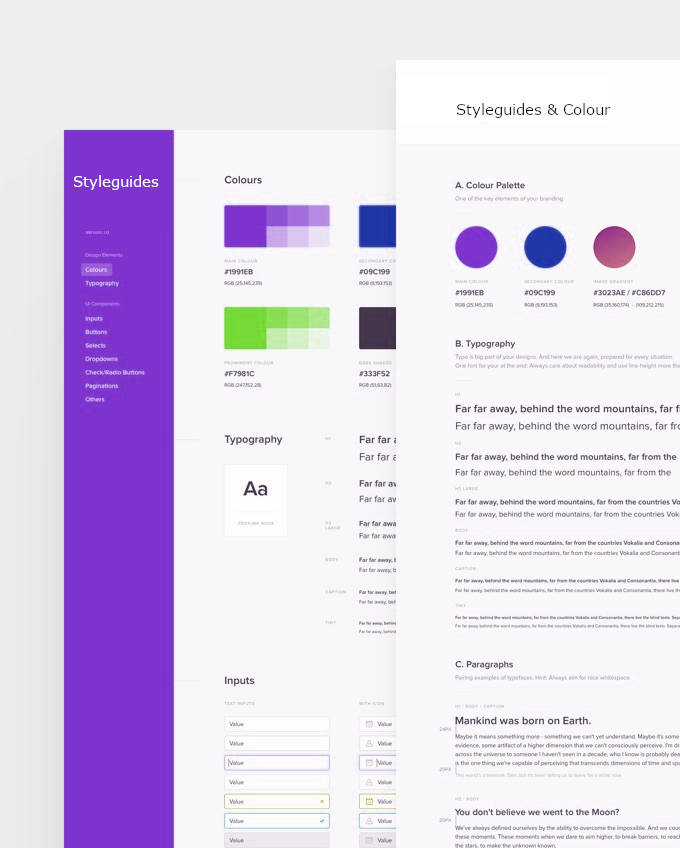 Styleguides
Version 1.0
Design Elements
Colours
Typography
UI Components
Inputs
Buttons
Selects
Dropdowns
Check/Radio Buttons
Paginations
Others
Colours
MAIN COLOUR
#1991EB
RGB (25,145,235)
SECONDARY CO
#09C199
RGB (9,193,153)
PROMINENT COLOUR
#F7981C
RGB (247,152,28)
DARK SHADES
#333F52
RGB (51,63,82)
Typography
Aa
PROXIMA NOVA
H1
Far far a
Far far a
H2
Far far aw
Far far aw
H3
LARGE
Far far awa
Far far awa
BODY
Far far away, b
Far far away, b
CAPTION
Far far away, beh
Far far away, beh
TINY
Far far away, behind
Far far away, behind
Inputs
TEXT INPUTS
WITH ICON
Value
Value
Value
Value
Value
Value
Value
Value
Value
Value
Value
Value
Value
Value
Styleguides & Colour
A. Colour Palette
One of the key elements of your branding.
MAIN COLOUR
#1991EB
RGB (25,145,235)
SECONDARY COLOUR
#09C199
RGB (9,193,153)
IMAGE GRADIENT
#3023AE / #C86DD7
RGB (35,360,174) - (109,212,215)
B. Typography
Type is big part of your designs. And here we are again, prepared for every situation.
One hint for your at the end: Always care about readability and use line-height more tha
H1
Far far away, behind the word mountains, far f
Far far away, behind the word mountains, far fro
H2
Far far away, behind the word mountains, far from the
Far far away, behind the word mountains, far from the
H3 LARGE
Far far away, behind the word mountains, far from the countries Vo
Far far away, behind the word mountains, far from the countries Vok
BODY
Far far away, behind the word mountains, far from the countries Vokalia and Consona
Far far away, behind the word mountains, far from the countries Vokalia and Consonant
CAPTION
Far far away, behind the word mountains, far from the countries Vokalia and Consonantia, there live
Far far away, behind the word mountains, far from the countries Vokalia and Consonantia, there live th
TINY
Far far away, behind the word mountains, far from the countries Vokalia and Consonantia, there live the blind texts. Sepa
Far far away, behind the word mountains, far from the countries Vokalia and Consonantia, there live the blind texts. Separ
C. Paragraphs
Pairing examples of typefaces. Hint: Always aim for nice whitespace.
H1 / BODY / CAPTION
Mankind was born on Earth.
24PX
Maybe it means something more - something we can't yet understand. Maybe it's some
evidence, some artifact of a higher dimension that we can't consciously perceive. I'm dr
across the universe to someone I haven't seen in a decade, who I know is probably dea
is the one thing we're capable of perceiving that transcends dimensions of time and spa
20PX
This world's a treasure, Don, but it's been telling us to leave for a while now.
H2 / BODY
You don't believe we went to the Moon?
20PX
We've always defined ourselves by the ability to overcome the impossible. And we cou
these moments. These moments when we dare to aim higher, to break barriers, to reach
the stars, to make the unknown known.